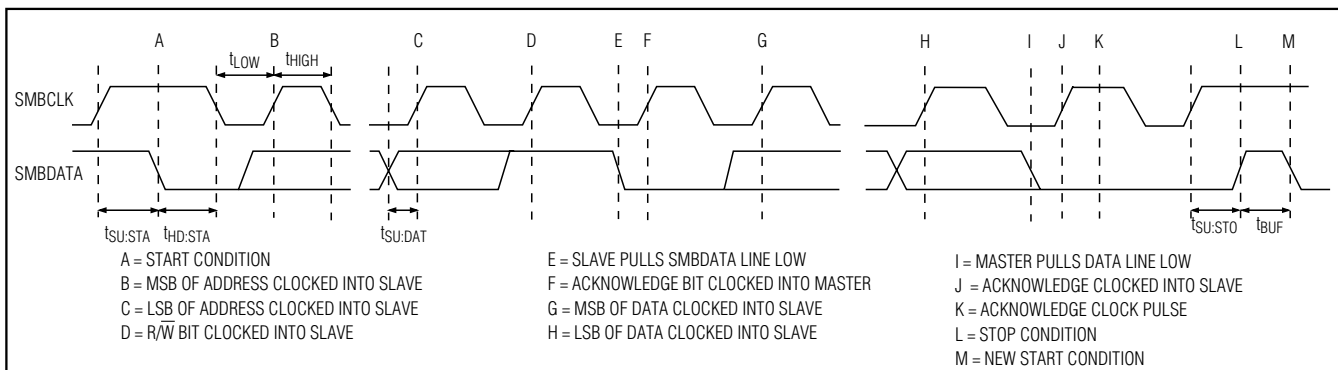 A B C D E F G H I J K L M
tLOW tHIGH
SMBCLK
SMBDATA
tSU:STA tHD:STA tSU:DAT tSU:STO tBUF
A = START CONDITION
B = MSB OF ADDRESS CLOCKED INTO SLAVE
C = LSB OF ADDRESS CLOCKED INTO SLAVE
D = R/W̅ BIT CLOCKED INTO SLAVE
E = SLAVE PULLS SMBDATA LINE LOW
F = ACKNOWLEDGE BIT CLOCKED INTO MASTER
G = MSB OF DATA CLOCKED INTO SLAVE
H = LSB OF DATA CLOCKED INTO SLAVE
I = MASTER PULLS DATA LINE LOW
J = ACKNOWLEDGE CLOCKED INTO SLAVE
K = ACKNOWLEDGE CLOCK PULSE
L = STOP CONDITION
M = NEW START CONDITION